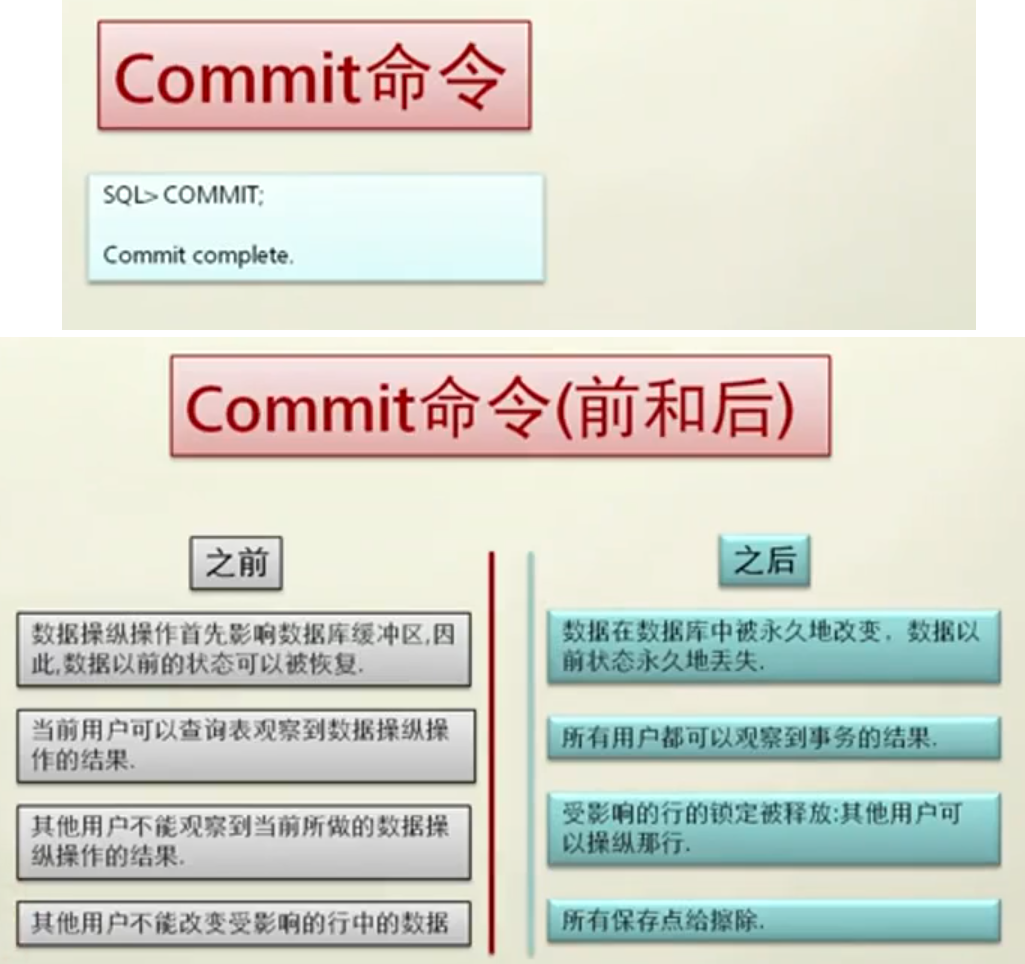 Commit命令
SQL> COMMIT;
Commit complete.
Commit命令(前和后)
之前
数据操纵操作首先影响数据库缓冲区,因
此,数据以前的状态可以被恢复.
当前用户可以查询表观察到数据操纵操
作的结果.
其他用户不能观察到当前所做的数据操
纵操作的结果.
其他用户不能改变受影响的行中的数据
之后
数据在数据库中被永久地改变，数据以
前状态永久地丢失.
所有用户都可以观察到事务的结果.
受影响的行的锁定被释放:其他用户可
以操纵那行.
所有保存点给擦除.